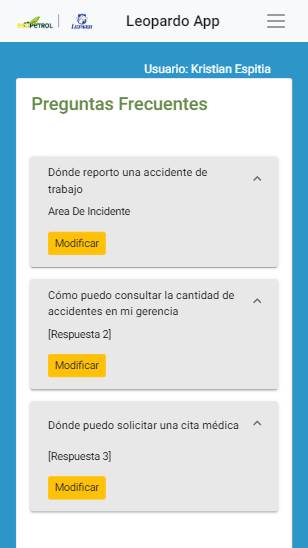 ECOPETROL
LEOPARD
Leopardo App
Usuario: Kristian Espitia
Preguntas Frecuentes
Dónde reporto una accidente de
trabajo
Area De Incidente
Modificar
Cómo puedo consultar la cantidad de
accidentes en mi gerencia
[Respuesta 2]
Modificar
Dónde puedo solicitar una cita médica
[Respuesta 3]
Modificar